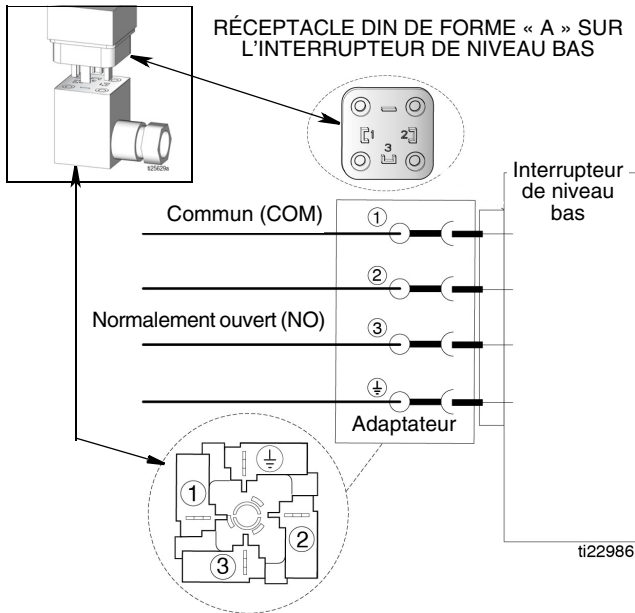 RÉCEPTACLE DIN DE FORME « A » SUR
L'INTERRUPTEUR DE NIVEAU BAS
ti25629a
1
2
3
Interrupteur
de niveau
bas
Commun (COM)
1
2
Normalement ouvert (NO)
3
Adaptateur
1
2
3
ti22986